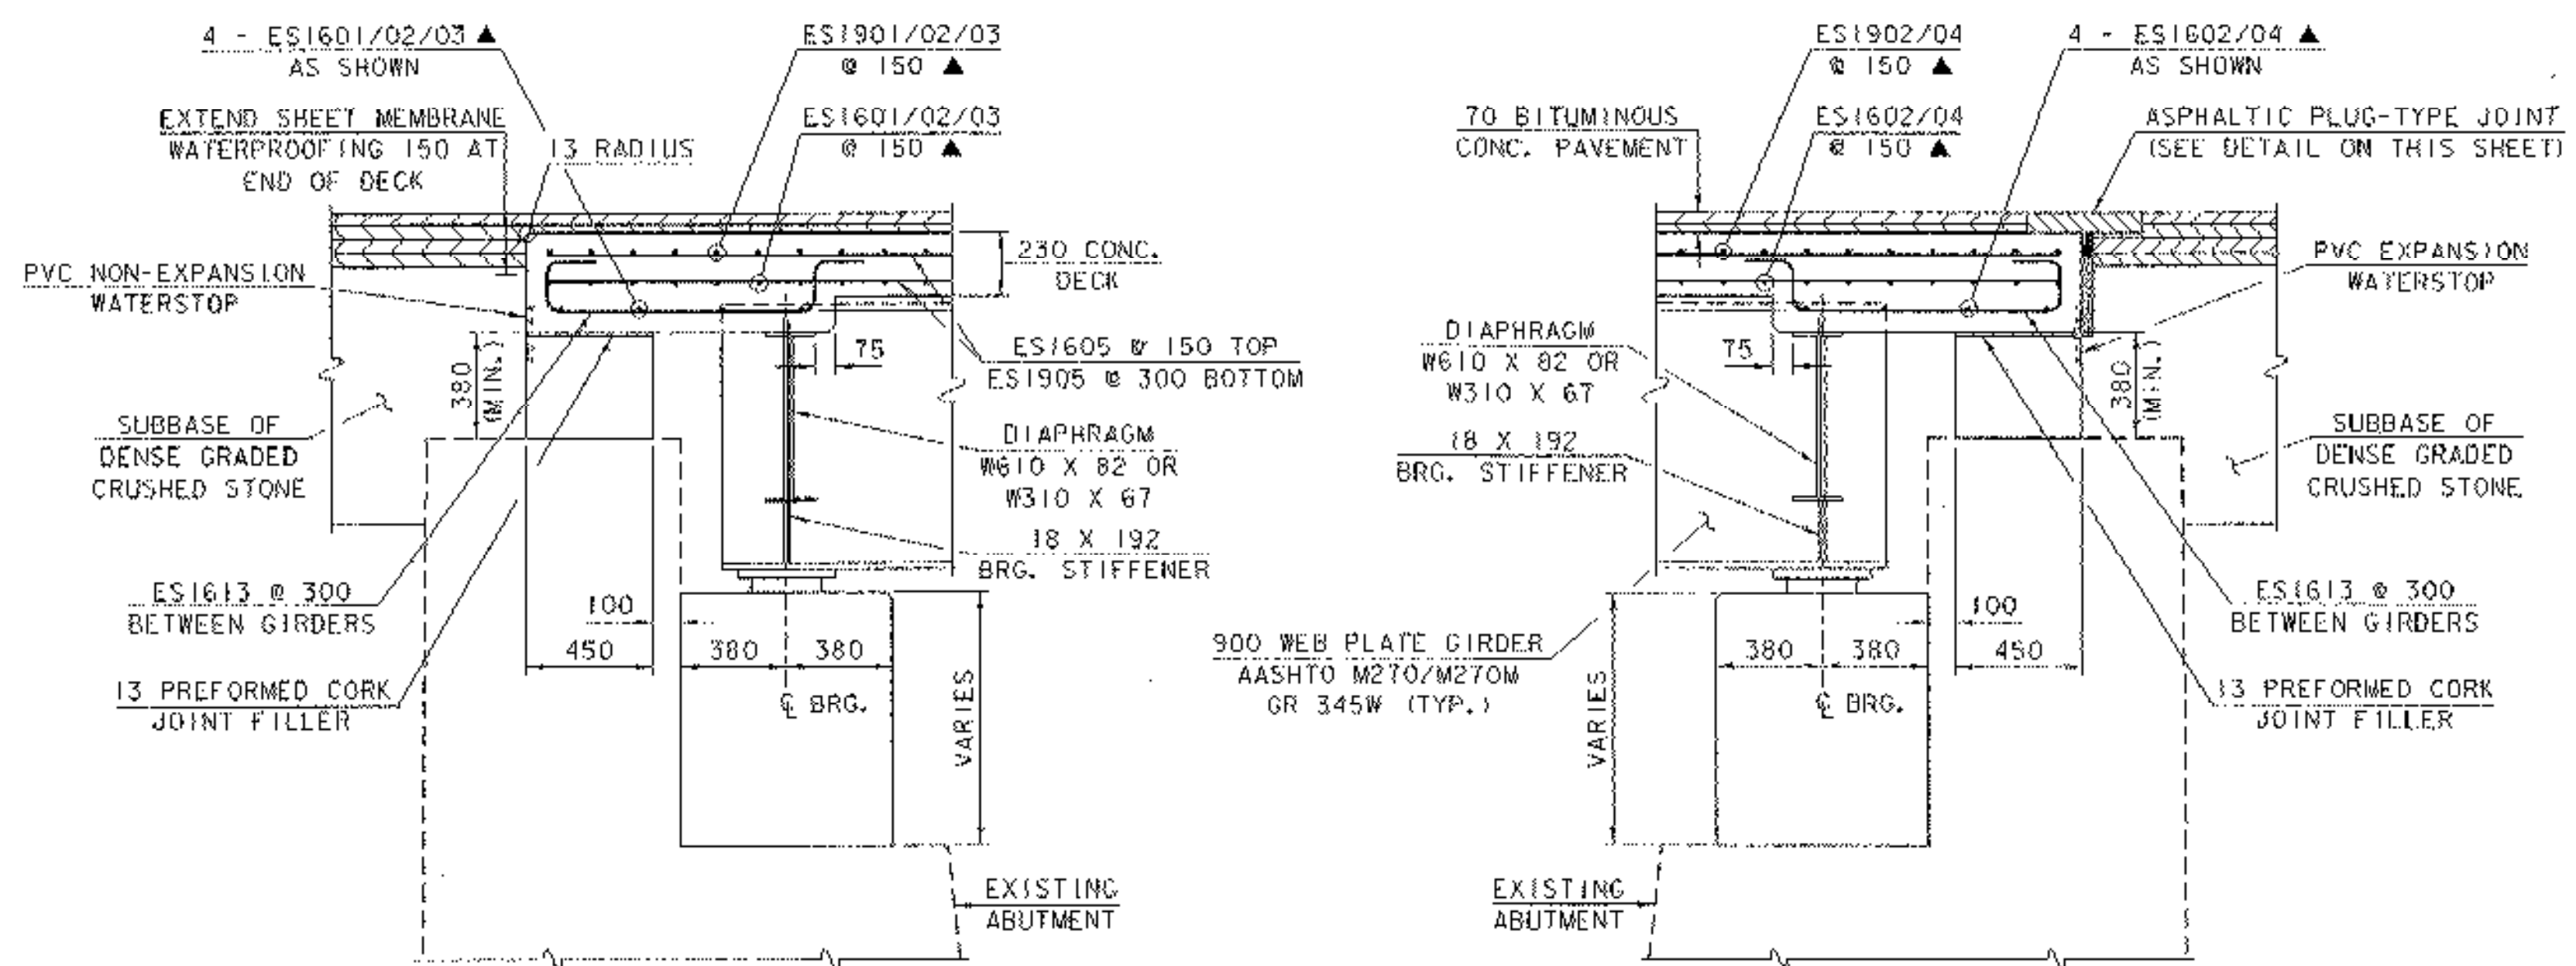 4 - ES1601/02/03 ▲
AS SHOWN
EXTEND SHEET MEMBRANE
WATERPROOFING 150 AT
END OF DECK
13 RADIUS
ES1901/02/03
@ 150 ▲
ES1601/02/03
@ 150 ▲
230 CONC.
DECK
PVC NON-EXPANSION
WATERSTOP
380
(MIN.)
75
ES1605 @ 150 TOP
ES1905 @ 300 BOTTOM
SUBBASE OF
DENSE GRADED
CRUSHED STONE
DIAPHRAGM
W610 X 82 OR
W310 X 67
18 X 192
BRG. STIFFENER
ES1613 @ 300
BETWEEN GIRDERS
100
450
380
380
13 PREFORMED CORK
JOINT FILLER
℄ BRG.
VARIES
EXISTING
ABUTMENT
ES1902/04
@ 150 ▲
4 - ES1602/04 ▲
AS SHOWN
70 BITUMINOUS
CONC. PAVEMENT
ES1602/04
@ 150 ▲
ASPHALTIC PLUG-TYPE JOINT
(SEE DETAIL ON THIS SHEET)
PVC EXPANSION
WATERSTOP
DIAPHRAGM
W610 X 82 OR
W310 X 67
75
380
(MIN.)
18 X 192
BRG. STIFFENER
SUBBASE OF
DENSE GRADED
CRUSHED STONE
ES1613 @ 300
BETWEEN GIRDERS
100
900 WEB PLATE GIRDER
AASHTO M270/M270M
GR 345W (TYP.)
380
380
450
13 PREFORMED CORK
JOINT FILLER
℄ BRG.
VARIES
EXISTING
ABUTMENT